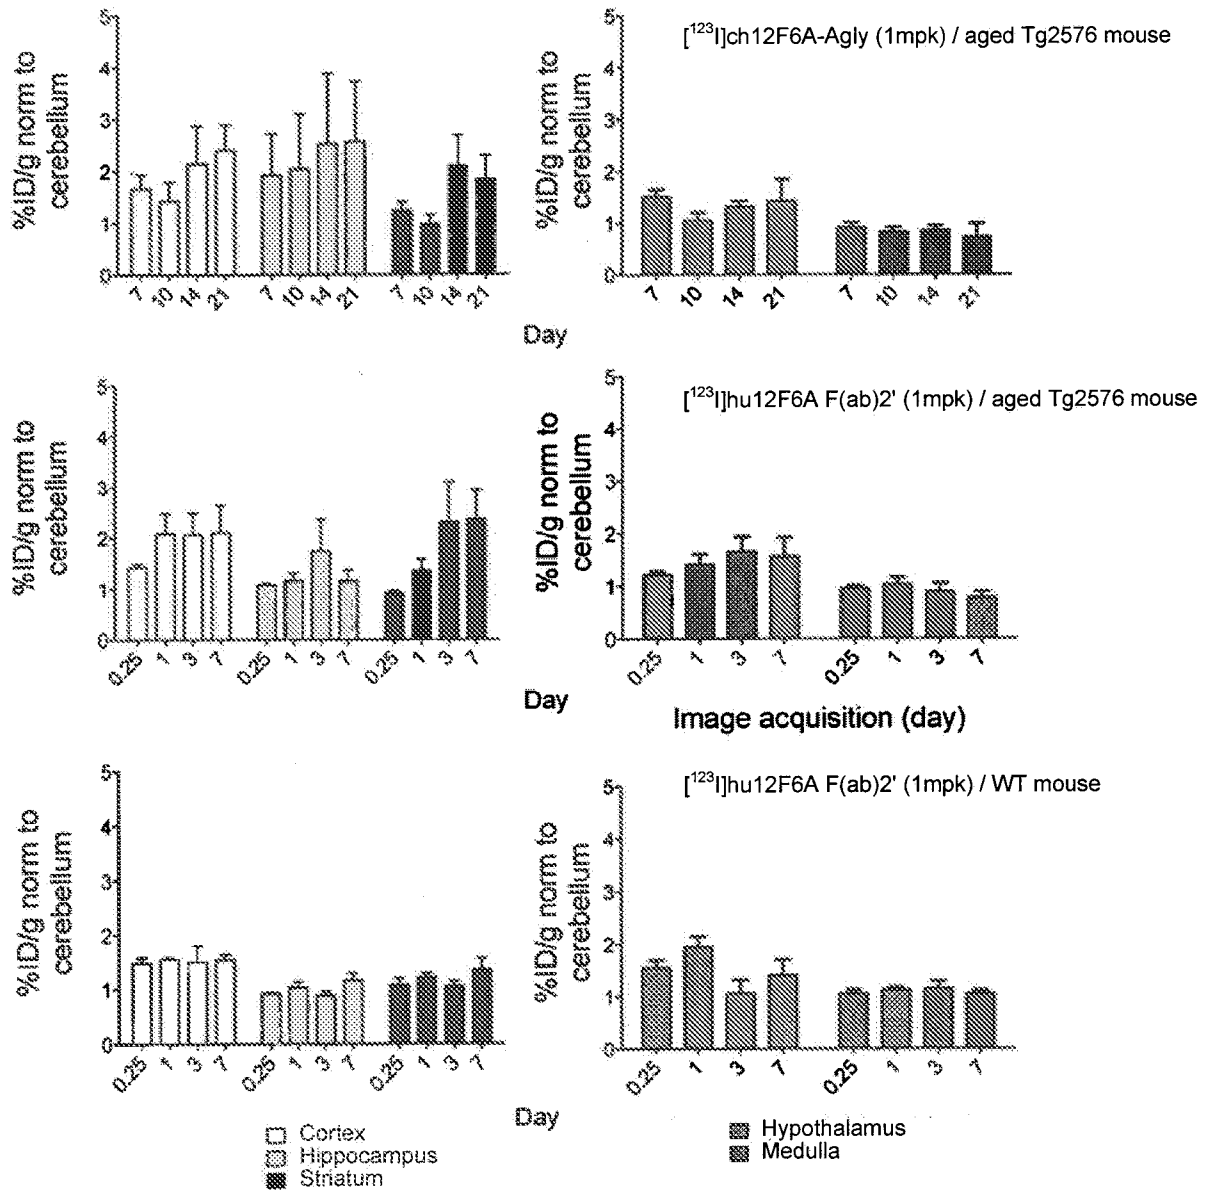 [123I]ch12F6A-Agly (1mpk) / aged Tg2576 mouse
%ID/g norm to
cerebellum
5
4
3
2
1
0
7 10 14 21 7 10 14 21 7 10 14 21
%ID/g norm to
cerebellum
5
4
3
2
1
0
7 10 14 21 7 10 14 21
Day
[123I]hu12F6A F(ab)2' (1mpk) / aged Tg2576 mouse
%ID/g norm to
cerebellum
5
4
3
2
1
0
0.25 1 3 7 0.25 1 3 7 0.25 1 3 7
%ID/g norm to
cerebellum
5
4
3
2
1
0
0.25 1 3 7 0.25 1 3 7
Day
Image acquisition (day)
[123I]hu12F6A F(ab)2' (1mpk) / WT mouse
%ID/g norm to
cerebellum
5
4
3
2
1
0
0.25 1 3 7 0.25 1 3 7 0.25 1 3 7
%ID/g norm to
cerebellum
5
4
3
2
1
0
0.25 1 3 7 0.25 1 3 7
Day
Cortex
Hippocampus
Striatum
Hypothalamus
Medulla